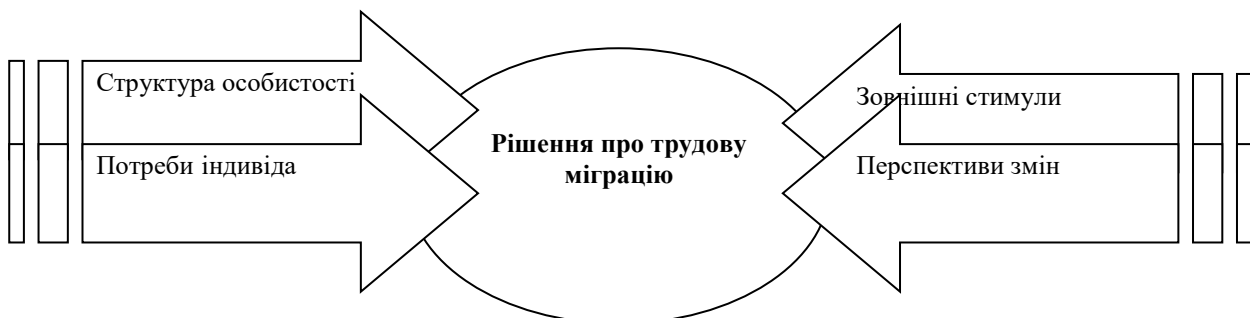 Структура особистості
Зовнішні стимули
Рішення про трудову
міграцію
Потреби індивіда
Перспективи змін